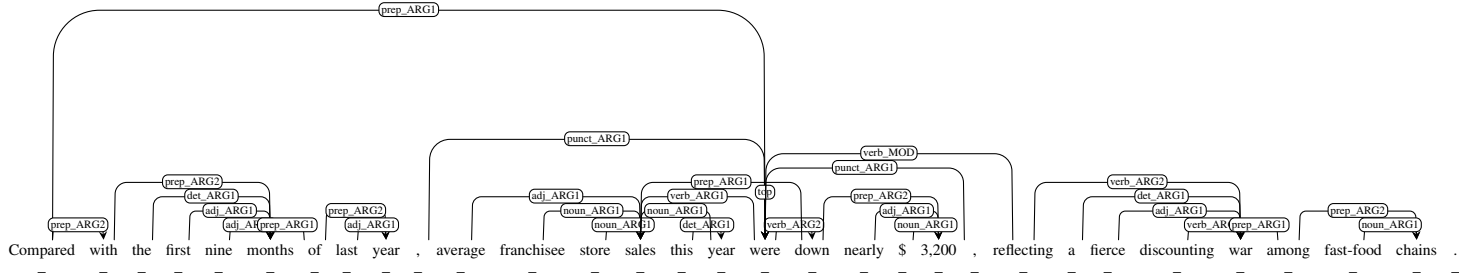 prep_ARG1
punct_ARG1
verb_MOD
punct_ARG1
prep_ARG2 prep_ARG1 verb_ARG2
top
det_ARG1 adj_ARG1 verb_ARG1 prep_ARG2 det_ARG1
adj_ARG1 prep_ARG2 noun_ARG1 noun_ARG1 adj_ARG1 adj_ARG1 prep_ARG2
prep_ARG2 prep_ARG1 adj_ARG1 noun_ARG1 det_ARG1 verb_ARG2 noun_ARG1 prep_ARG1 noun_ARG1
Compared with the first nine months of last year , average franchisee store sales this year were down nearly $ 3,200 , reflecting a fierce discounting war among fast-food chains .
_ _ _ _ _ _ _ _ _ _ _ _ _ _ _ _ _ _ _ _ _ _ _ _ _ _ _ _ _ _ _